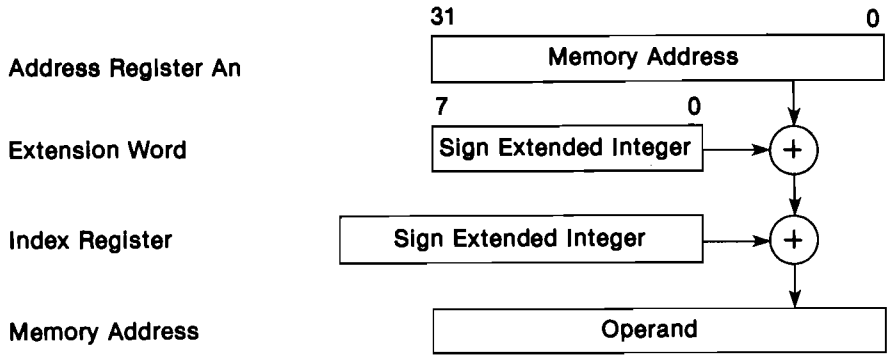 31 0
Address Register An Memory Address
7 0
Extension Word Sign Extended Integer +
Index Register Sign Extended Integer +
Memory Address Operand